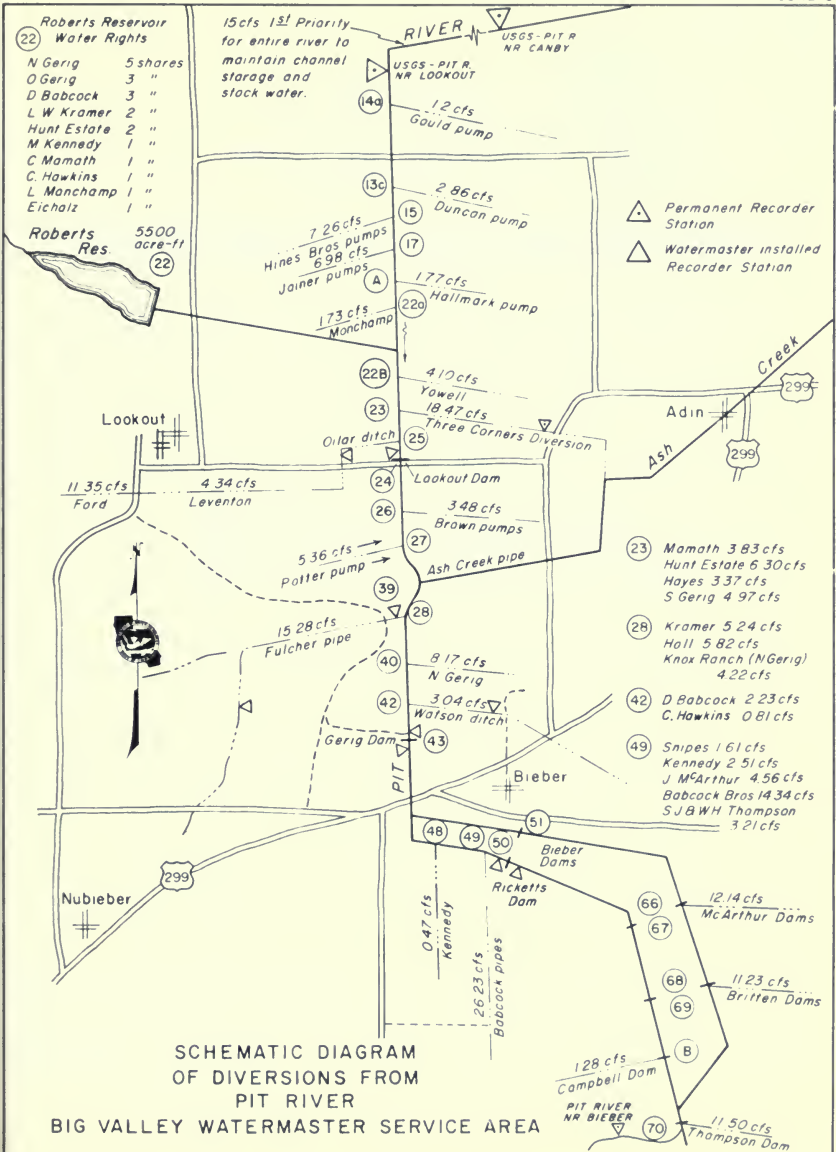 Roberts Reservoir
Water Rights
22
N Gerig 5 shares
O Gerig 3 "
D Babcock 3 "
L W Kramer 2 "
Hunt Estate 2 "
M Kennedy 1 "
C Mamath 1 "
C. Hawkins 1 "
L Manchamp 1 "
Eichalz 1 "
Roberts Res. 5500 acre-ft
22
15cfs 1st Priority
for entire river to
maintain channel
storage and
stock water.
RIVER
USGS-PIT R
NR CANBY
USGS-PIT R.
NR LOOKOUT
14a
1.2 cfs
Gould pump
13c
2.86 cfs
Duncan pump
15
7.26 cfs
Hines Bros pumps
17
6.98 cfs
Joiner pumps
A
1.77 cfs
Hallmark pump
22a
1.73 cfs
Monchamp
Permanent Recorder
Station
Watermaster installed
Recorder Station
22B
4.10 cfs
Yowell
23
18.47 cfs
Three Corners Diversion
Creek
Ash
Adin
299
299
Lookout
Oilar ditch
25
24
Lookout Dam
11.35 cfs
Ford
4.34 cfs
Leventon
26
3.48 cfs
Brown pumps
27
5.36 cfs
Potter pump
Ash Creek pipe
39
28
15.28 cfs
Fulcher pipe
40
8.17 cfs
N Gerig
42
3.04 cfs
Watson ditch
Gerig Dam
43
PIT
Bieber
23 Mamath 3.83 cfs
Hunt Estate 6.30 cfs
Hayes 3.37 cfs
S Gerig 4.97 cfs
28 Kramer 5.24 cfs
Hall 5.82 cfs
Knox Ranch (N Gerig)
4.22 cfs
42 D Babcock 2.23 cfs
C. Hawkins 0.81 cfs
49 Snipes 1.61 cfs
Kennedy 2.51 cfs
J McArthur 4.56 cfs
Babcock Bros 14.34 cfs
S J & W H Thompson
3.21 cfs
299
Nubieber
48
49
50
51
Bieber
Dams
Ricketts
Dam
0.47 cfs
Kennedy
26.23 cfs
Babcock pipes
66
12.14 cfs
McArthur Dams
67
68
11.23 cfs
Britten Dams
69
B
1.28 cfs
Campbell Dam
PIT RIVER
NR BIEBER
70
11.50 cfs
Thompson Dam
SCHEMATIC DIAGRAM
OF DIVERSIONS FROM
PIT RIVER
BIG VALLEY WATERMASTER SERVICE AREA